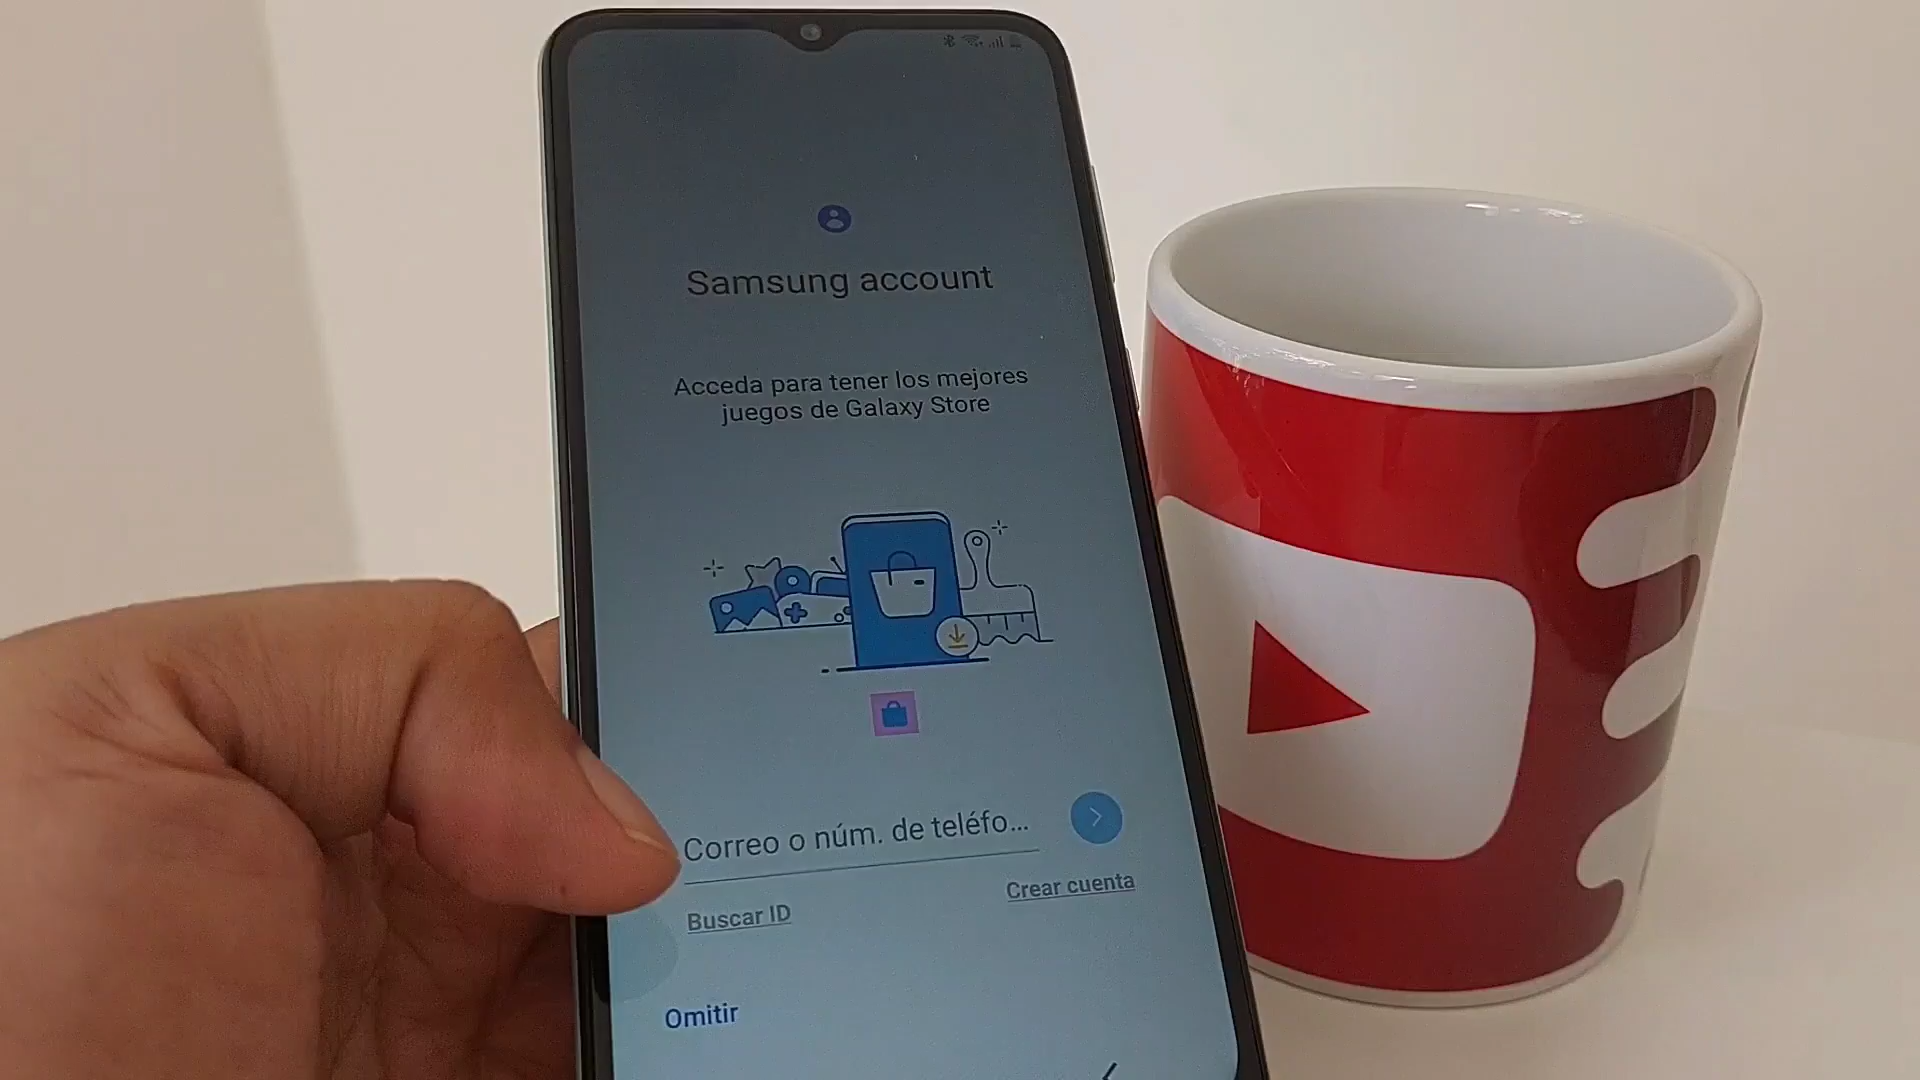 Samsung account
Acceda para tener los mejores
juegos de Galaxy Store
Correo o núm. de teléfo...
Crear cuenta
Buscar ID
Omitir